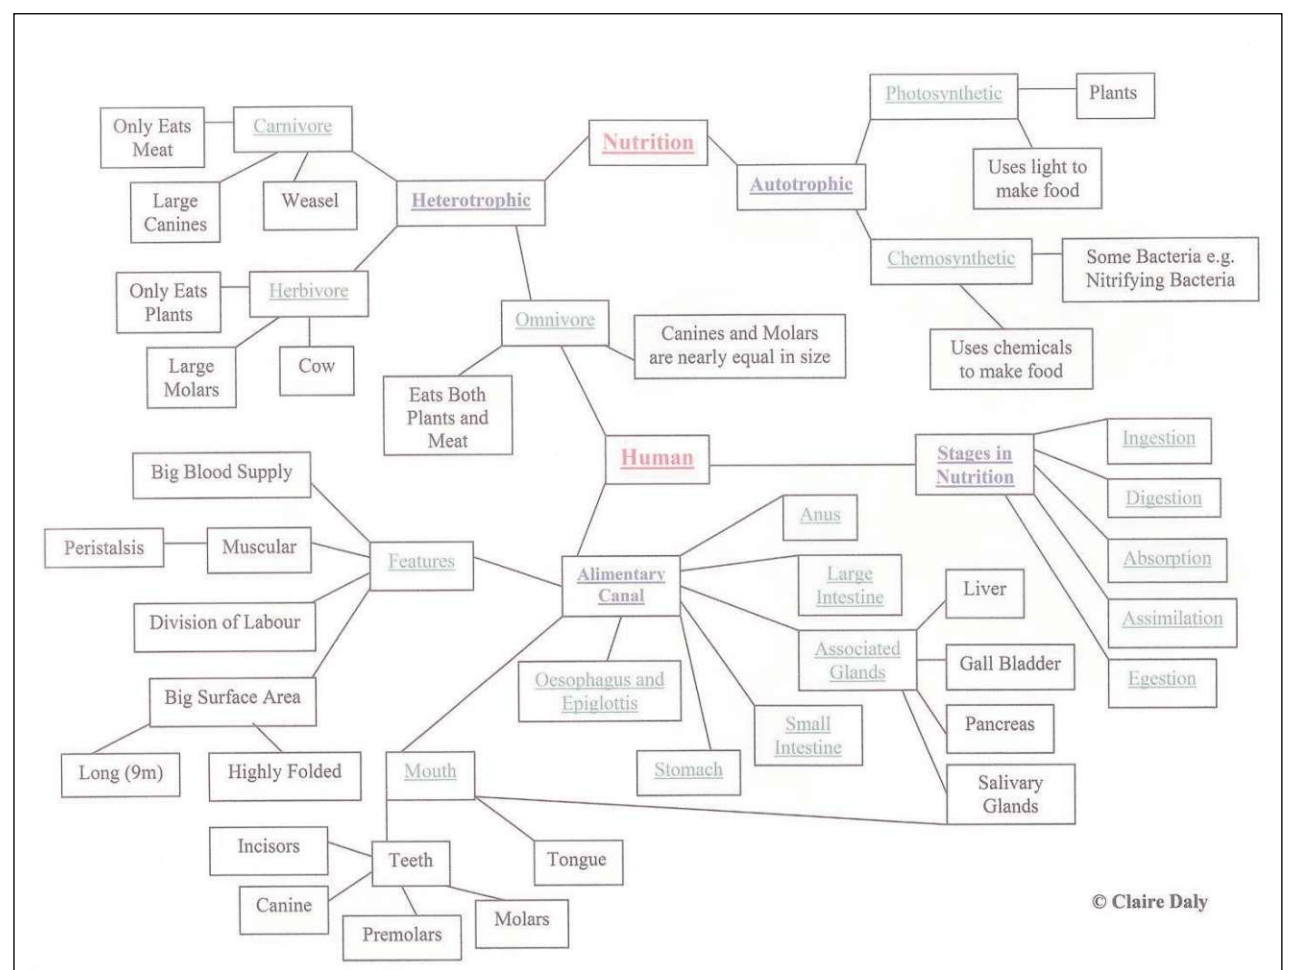 Nutrition
Heterotrophic
Carnivore
Only Eats
Meat
Large
Canines
Weasel
Herbivore
Only Eats
Plants
Large
Molars
Cow
Omnivore
Eats Both
Plants and
Meat
Canines and Molars
are nearly equal in size
Autotrophic
Photosynthetic
Plants
Uses light to
make food
Chemosynthetic
Some Bacteria e.g.
Nitrifying Bacteria
Uses chemicals
to make food
Human
Stages in
Nutrition
Ingestion
Digestion
Absorption
Assimilation
Egestion
Alimentary
Canal
Features
Big Blood Supply
Muscular
Peristalsis
Division of Labour
Big Surface Area
Long (9m)
Highly Folded
Anus
Large
Intestine
Associated
Glands
Liver
Gall Bladder
Pancreas
Salivary
Glands
Small
Intestine
Stomach
Oesophagus and
Epiglottis
Mouth
Teeth
Tongue
Incisors
Canine
Premolars
Molars
© Claire Daly